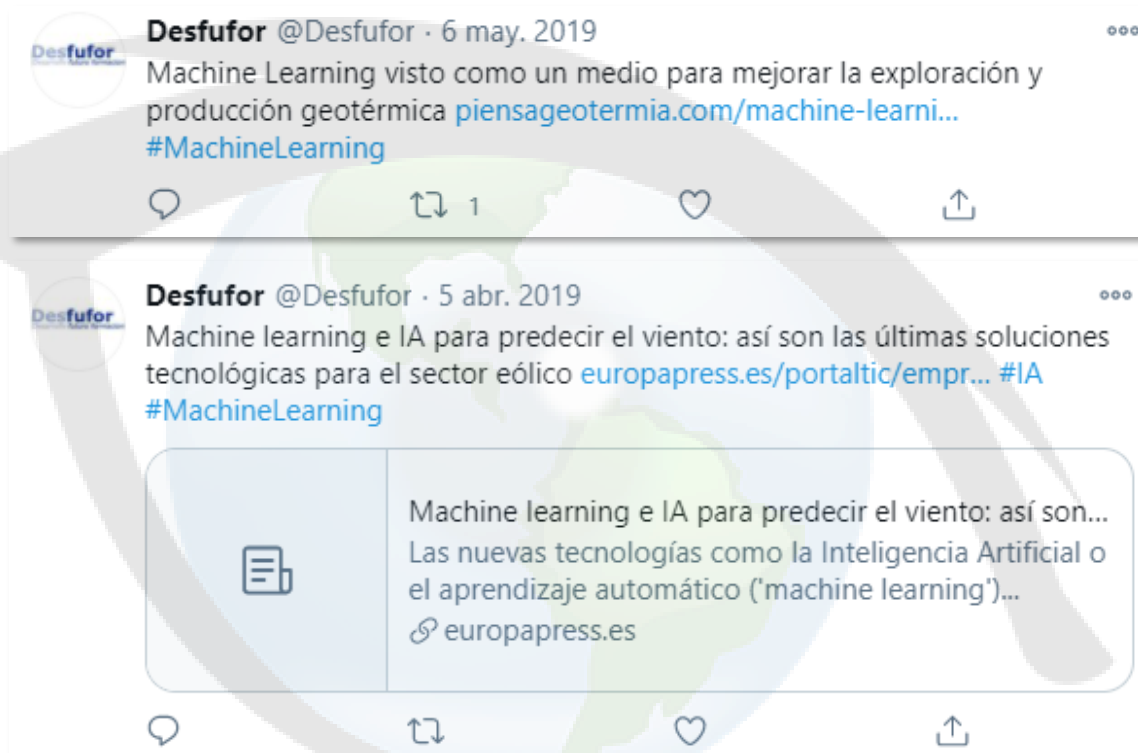 Desfufor
Desfufor @Desfufor · 6 may. 2019
Machine Learning visto como un medio para mejorar la exploración y
producción geotérmica piensageotermia.com/machine-learni...
#MachineLearning
1
Desfufor
Desfufor @Desfufor · 5 abr. 2019
Machine learning e IA para predecir el viento: así son las últimas soluciones
tecnológicas para el sector eólico europapress.es/portaltic/empr... #IA
#MachineLearning
Machine learning e IA para predecir el viento: así son...
Las nuevas tecnologías como la Inteligencia Artificial o
el aprendizaje automático ('machine learning')...
europapress.es